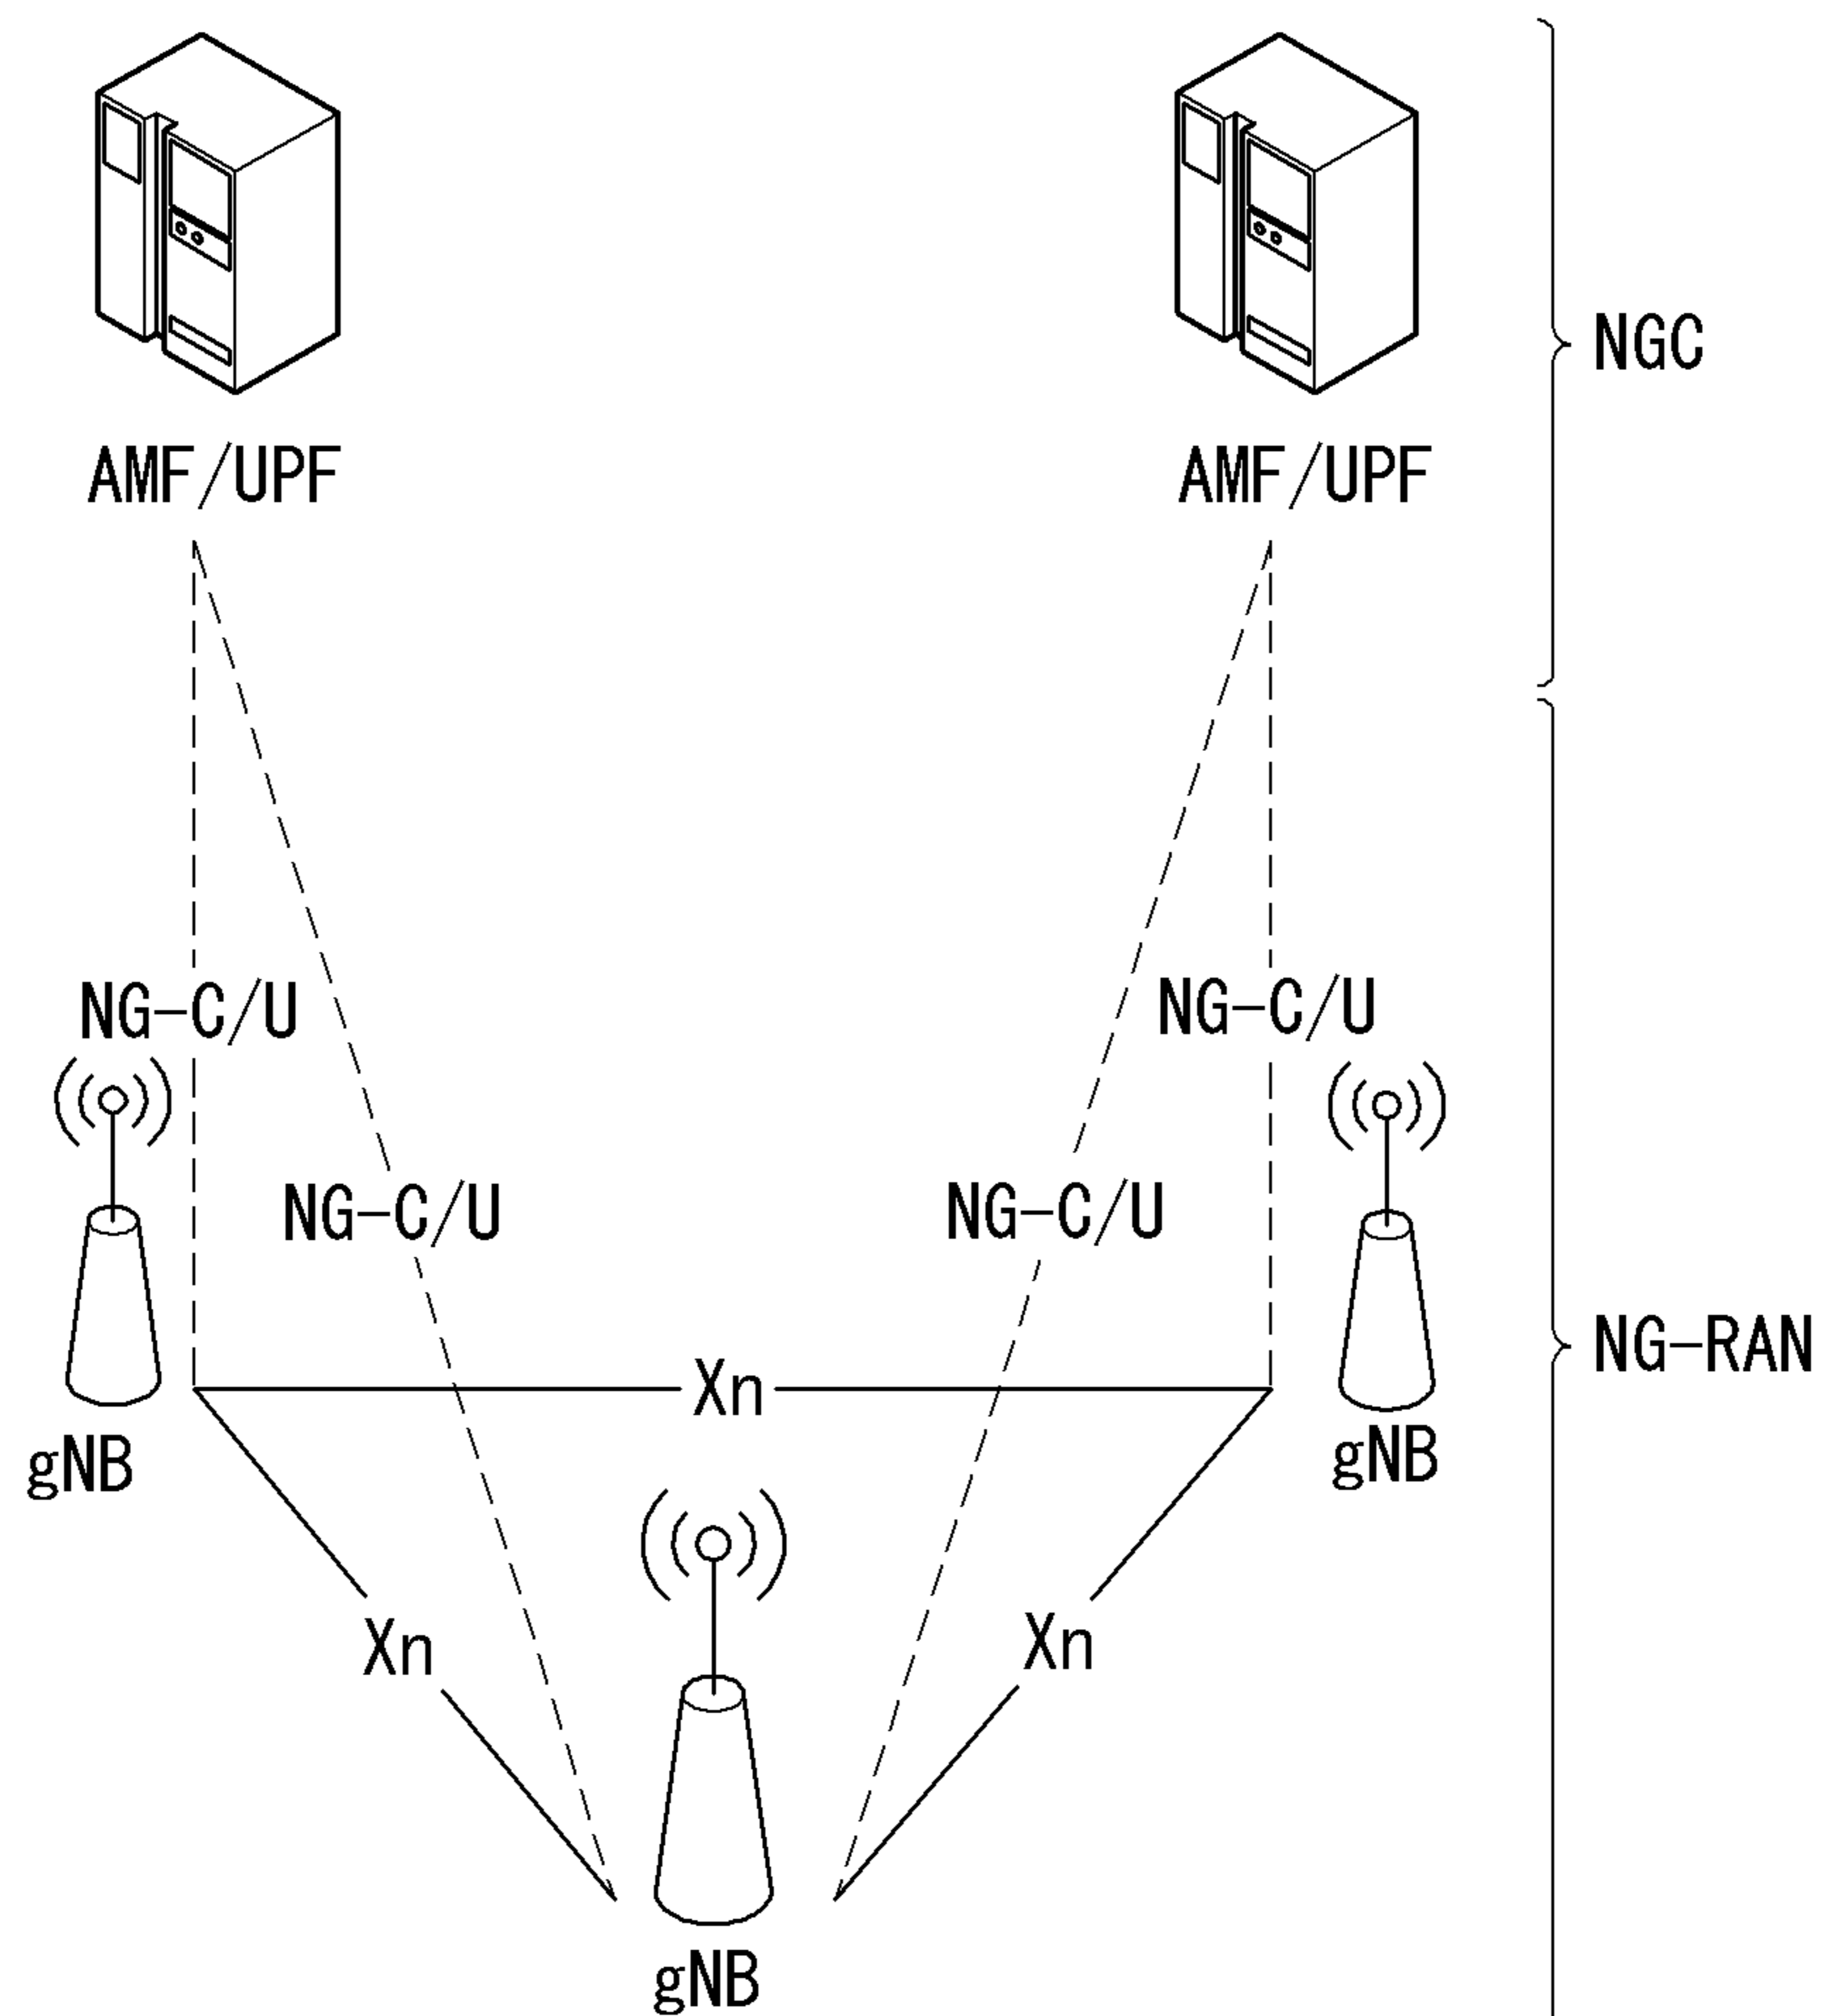 NGC
AMF/UPF
AMF/UPF
NG-C/U
NG-C/U
NG-C/U
NG-C/U
NG-RAN
Xn
gNB
gNB
Xn
Xn
gNB